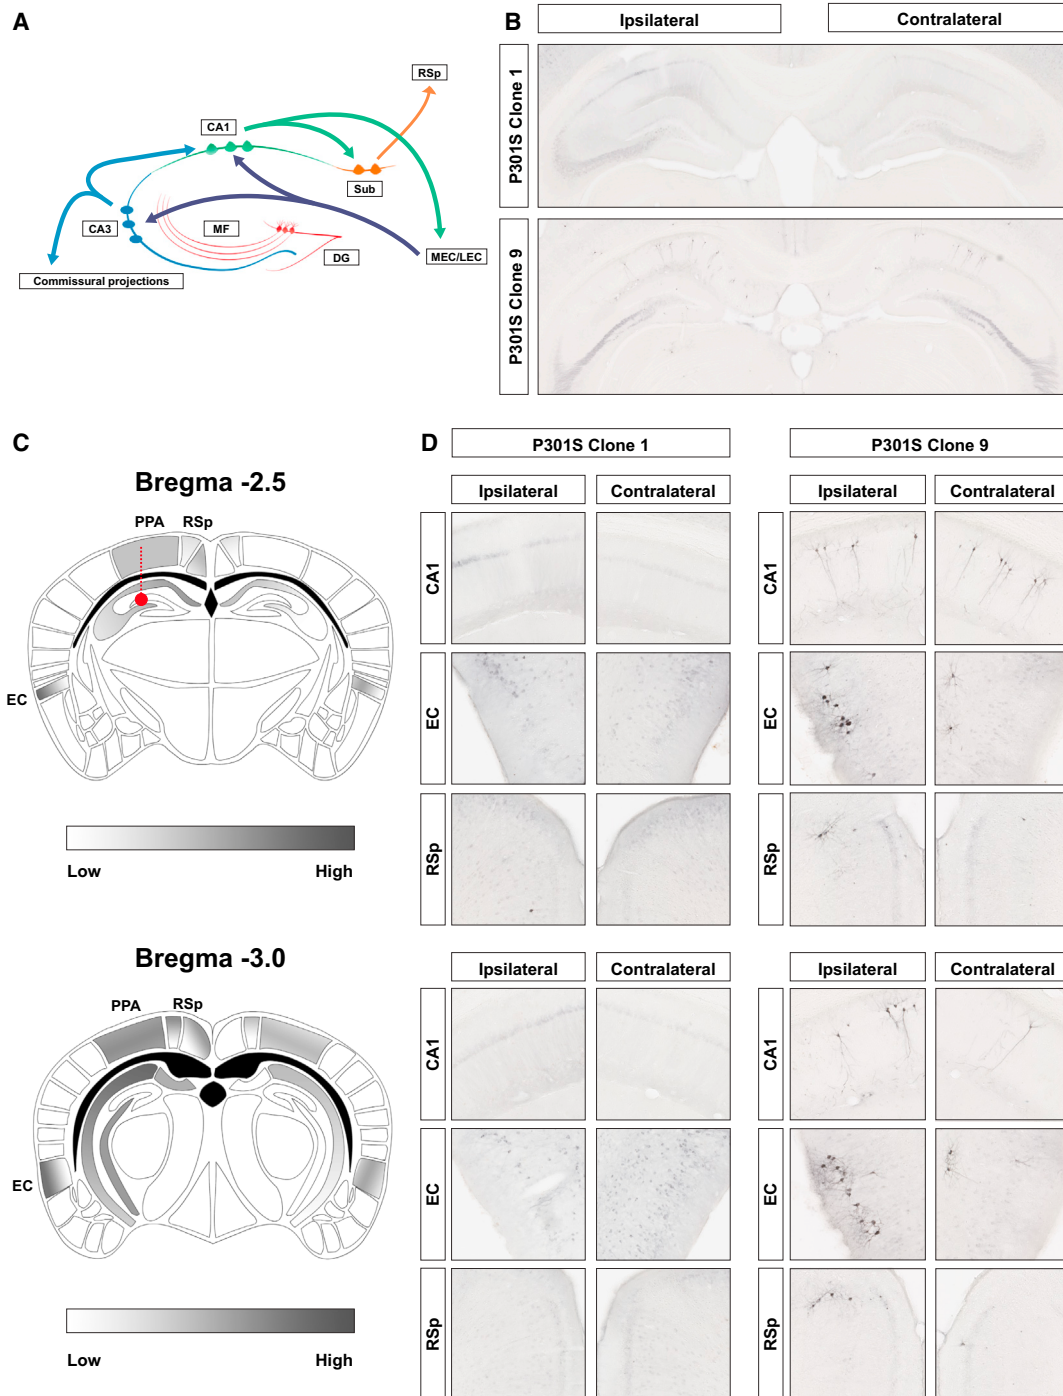 A
RSp
CA1
Sub
CA3
MF
DG
MEC/LEC
Commissural projections
B
Ipsilateral
Contralateral
P301S Clone 1
P301S Clone 9
C
Bregma -2.5
PPA
RSp
EC
Low
High
Bregma -3.0
PPA
RSp
EC
Low
High
D
P301S Clone 1
P301S Clone 9
Ipsilateral
Contralateral
Ipsilateral
Contralateral
CA1
CA1
EC
EC
RSp
RSp
Ipsilateral
Contralateral
Ipsilateral
Contralateral
CA1
CA1
EC
EC
RSp
RSp